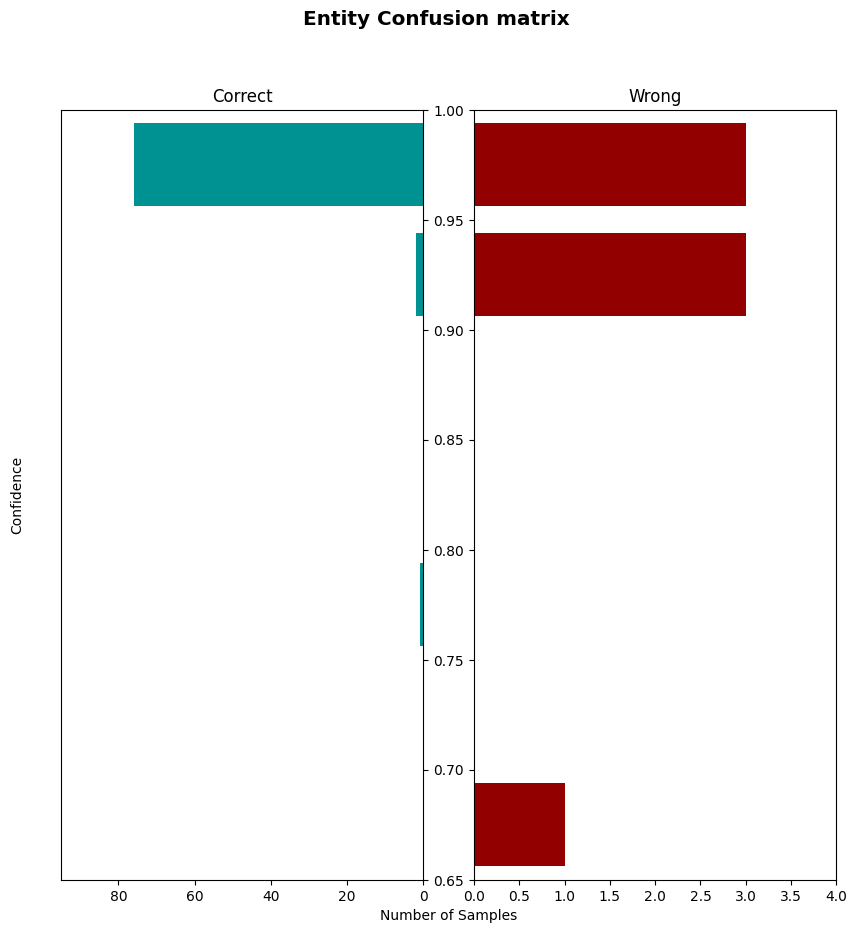 Entity Confusion matrix
Correct
Wrong
1.00
0.95
0.90
0.85
0.80
0.75
0.70
0.65
Confidence
80 60 40 20 0
0.0 0.5 1.0 1.5 2.0 2.5 3.0 3.5 4.0
Number of Samples